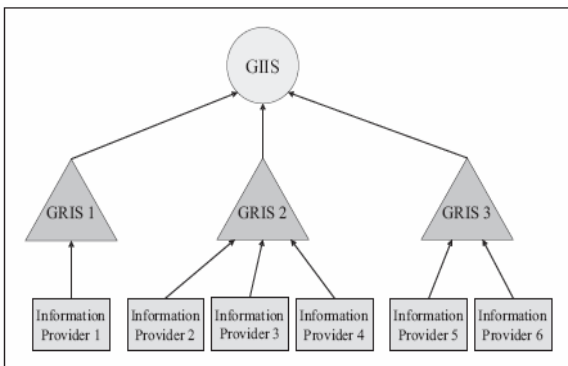 GIIS
GRIS 1
GRIS 2
GRIS 3
Information
Provider 1
Information
Provider 2
Information
Provider 3
Information
Provider 4
Information
Provider 5
Information
Provider 6